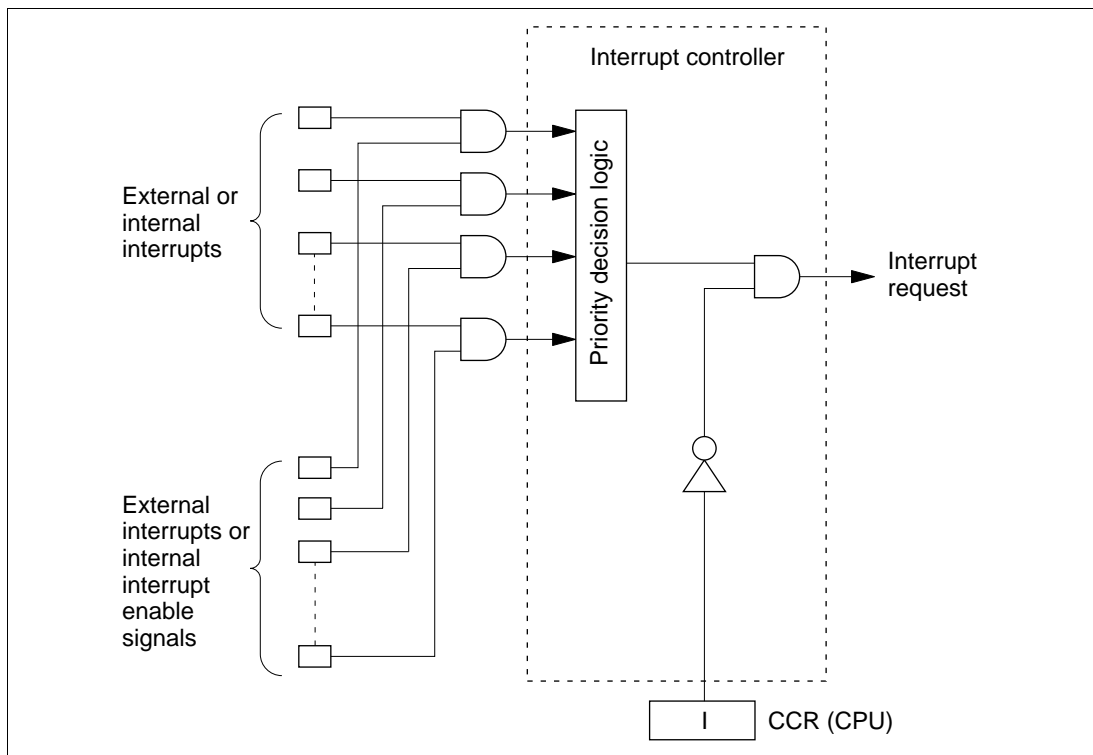 Interrupt controller
External or
internal
interrupts
Priority decision logic
Interrupt
request
External
interrupts or
internal
interrupt
enable
signals
I
CCR (CPU)